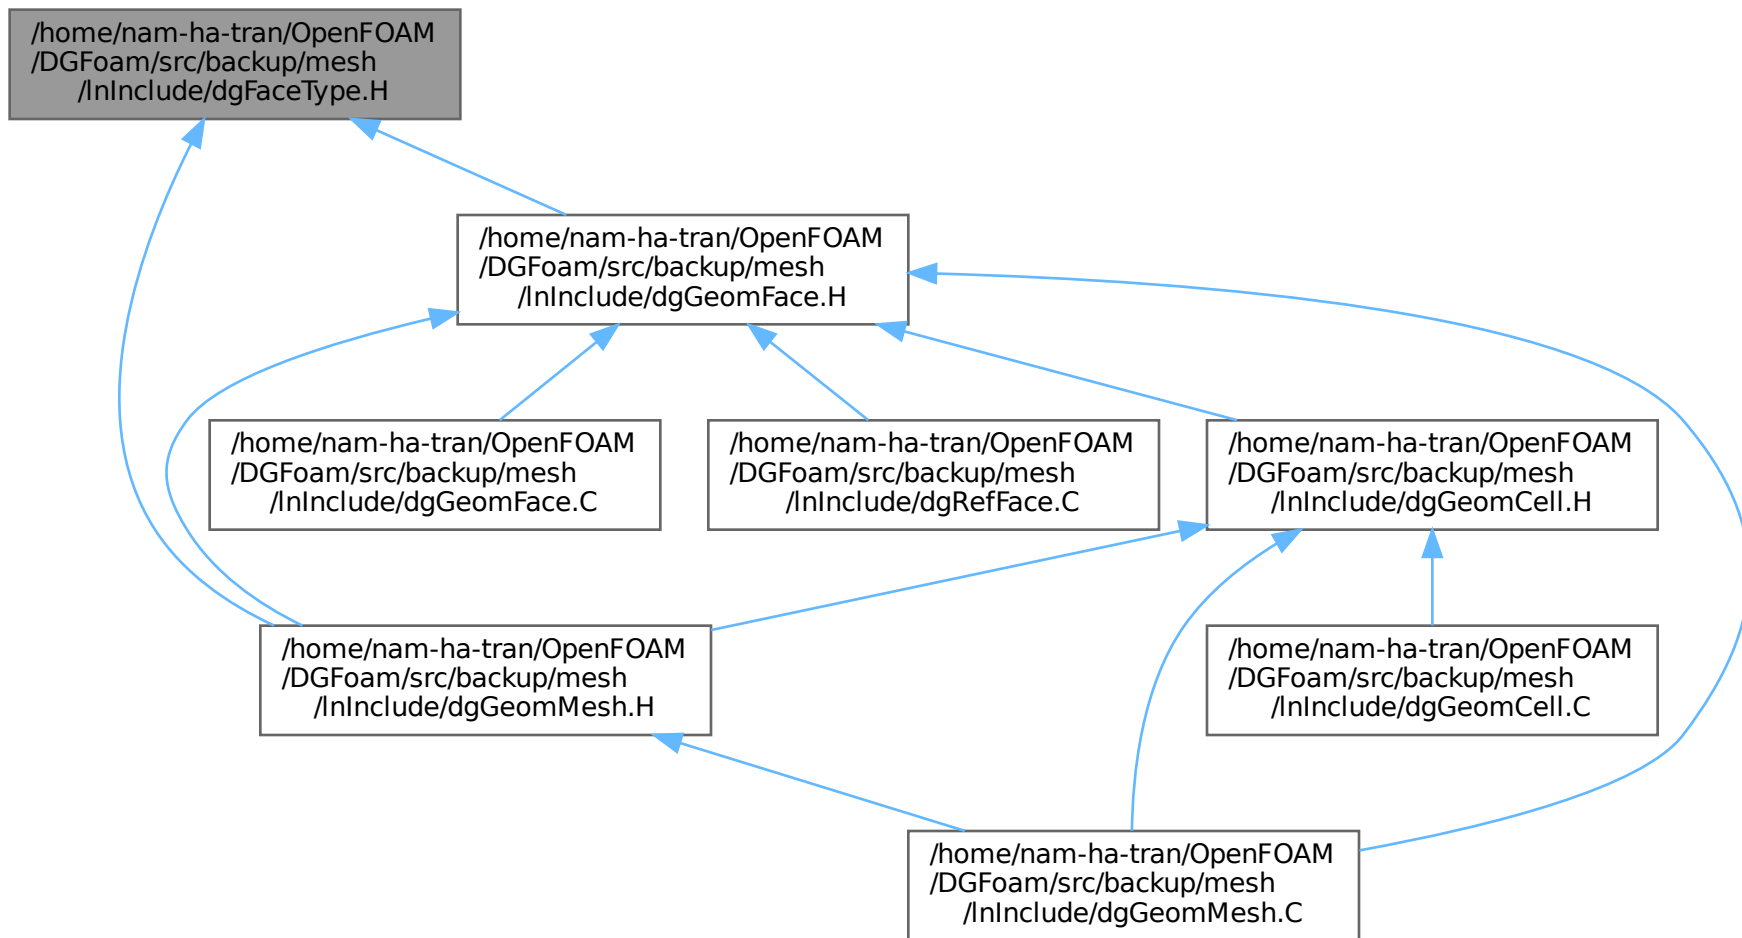 /home/nam-ha-tran/OpenFOAM
/DGFoam/src/backup/mesh
/lnInclude/dgFaceType.H
/home/nam-ha-tran/OpenFOAM
/DGFoam/src/backup/mesh
/lnInclude/dgGeomFace.H
/home/nam-ha-tran/OpenFOAM
/DGFoam/src/backup/mesh
/lnInclude/dgGeomFace.C
/home/nam-ha-tran/OpenFOAM
/DGFoam/src/backup/mesh
/lnInclude/dgRefFace.C
/home/nam-ha-tran/OpenFOAM
/DGFoam/src/backup/mesh
/lnInclude/dgGeomCell.H
/home/nam-ha-tran/OpenFOAM
/DGFoam/src/backup/mesh
/lnInclude/dgGeomMesh.H
/home/nam-ha-tran/OpenFOAM
/DGFoam/src/backup/mesh
/lnInclude/dgGeomCell.C
/home/nam-ha-tran/OpenFOAM
/DGFoam/src/backup/mesh
/lnInclude/dgGeomMesh.C